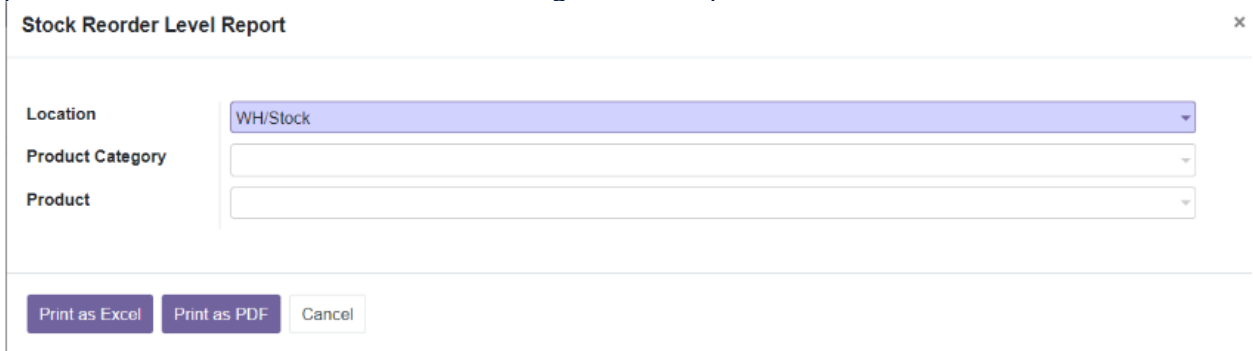 Stock Reorder Level Report ×
Location WH/Stock
Product Category
Product
Print as Excel Print as PDF Cancel